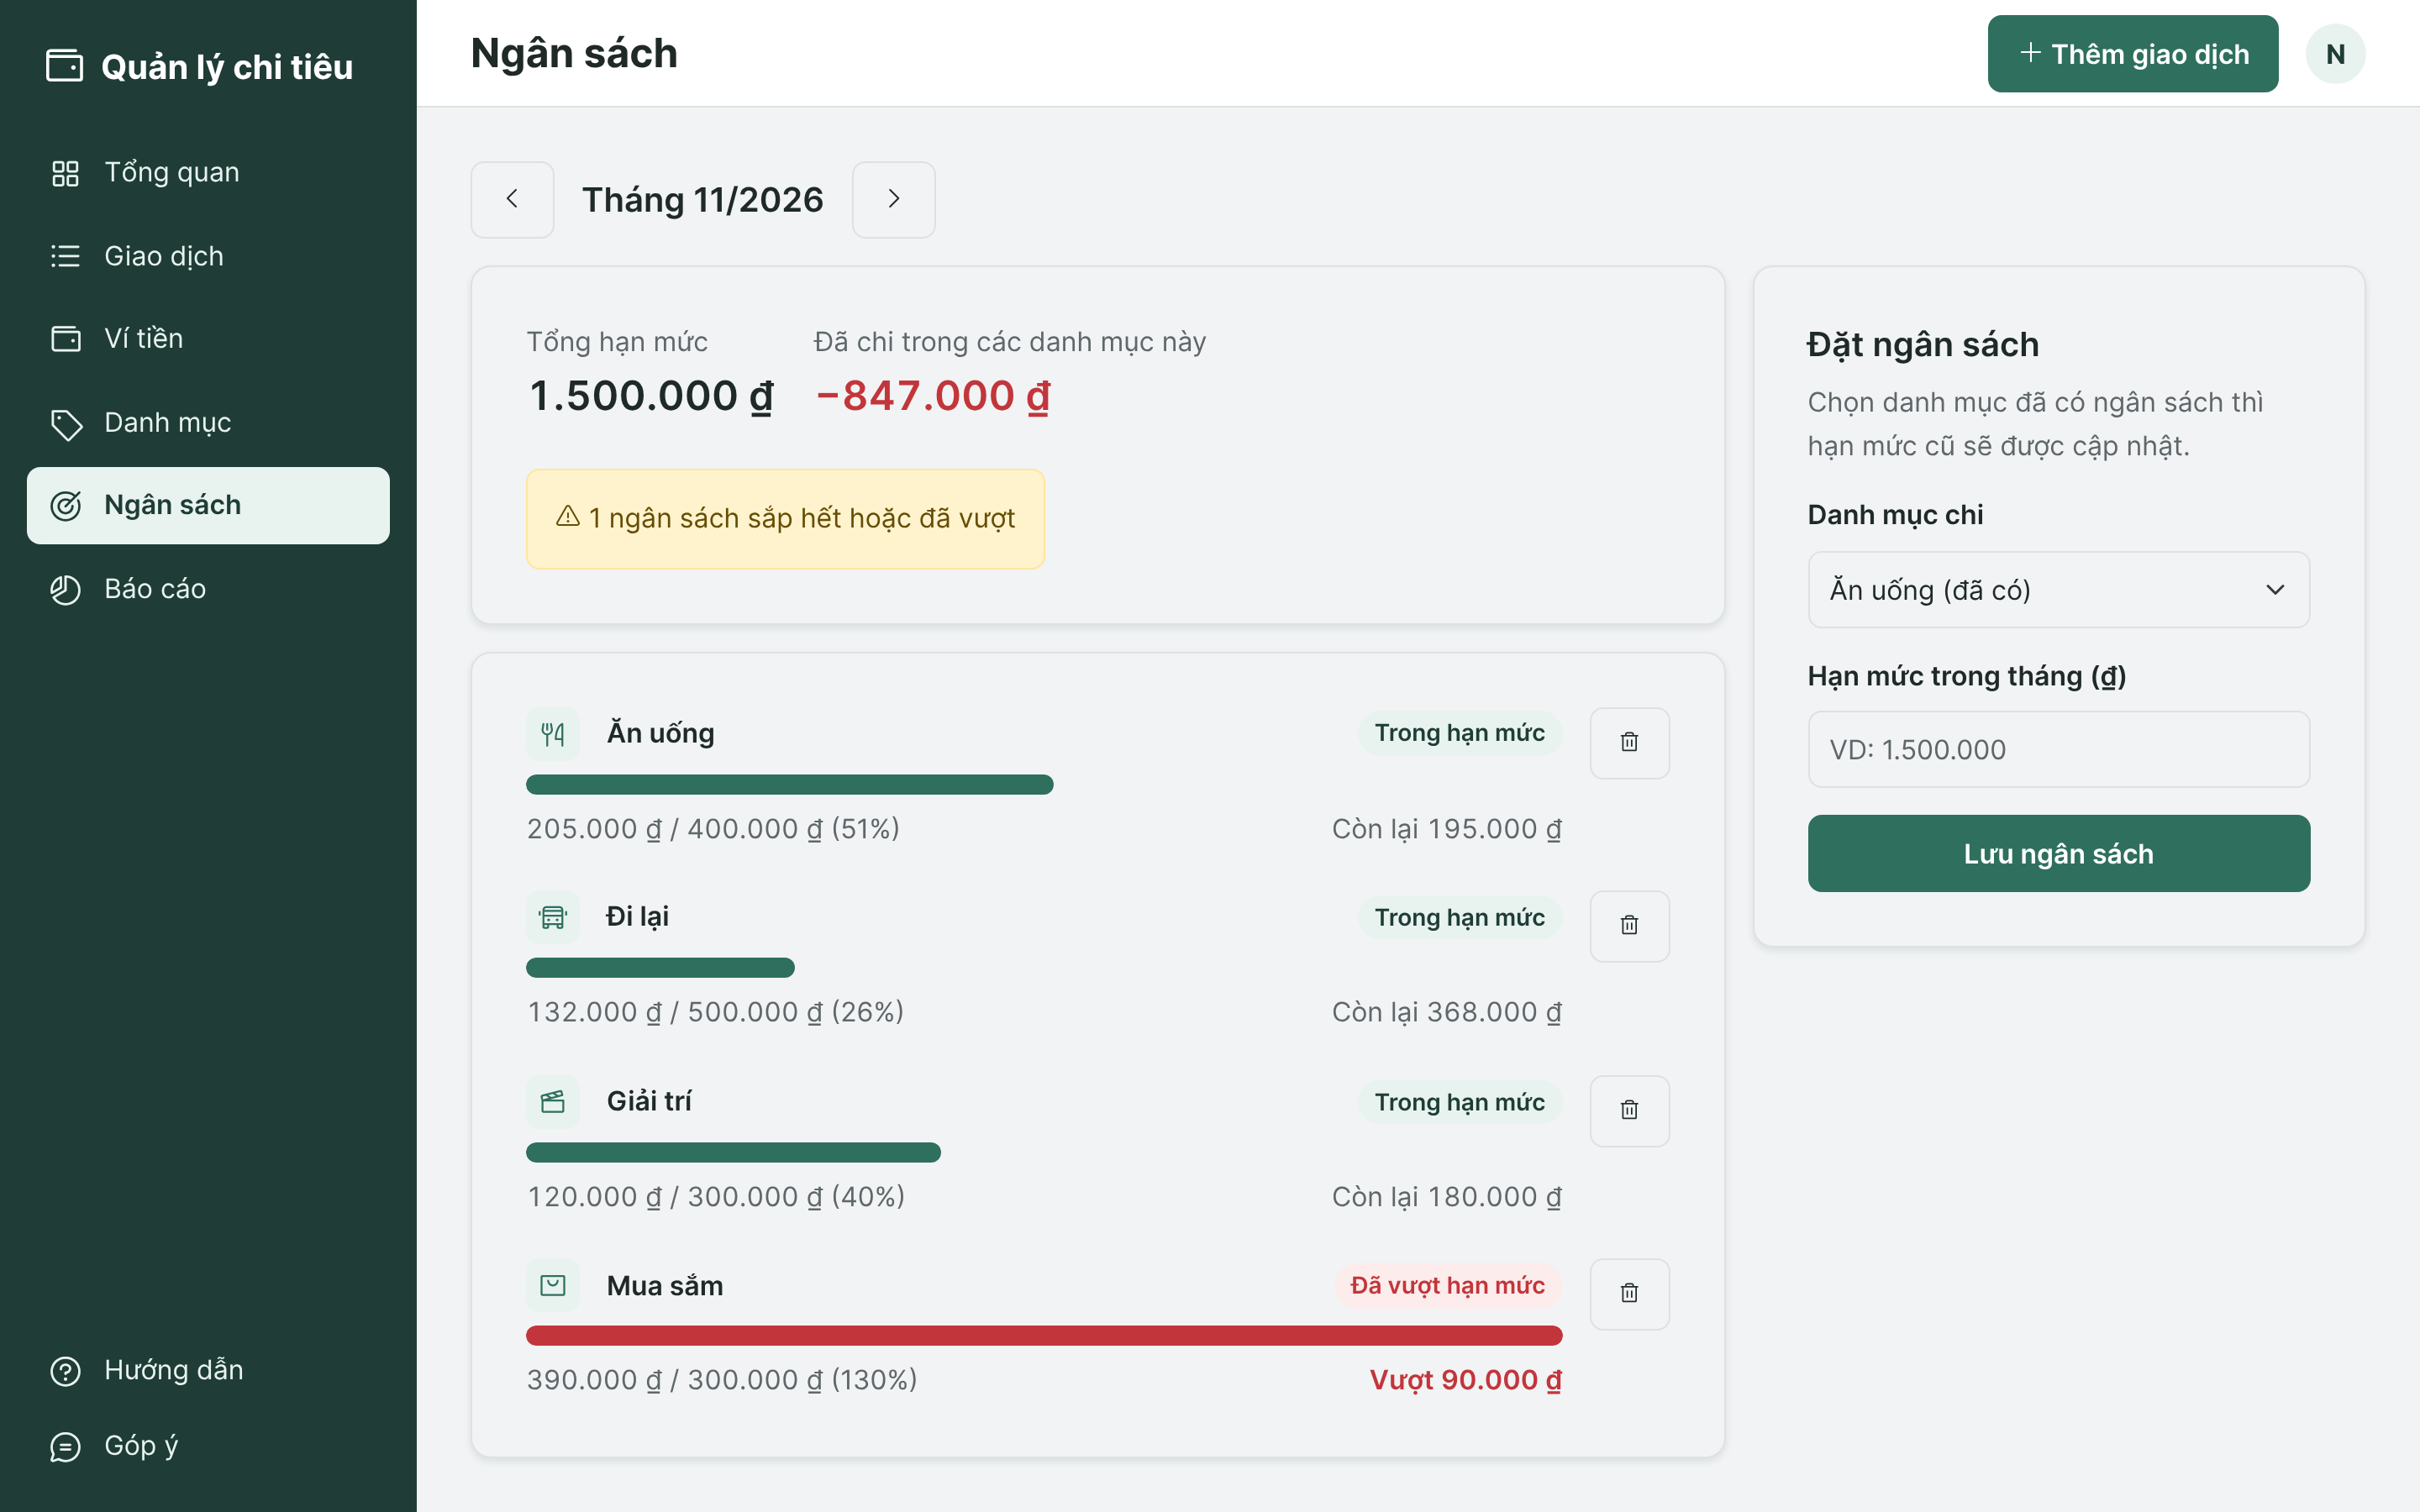 Quản lý chi tiêu
Tổng quan
Giao dịch
Ví tiền
Danh mục
Ngân sách
Báo cáo
Hướng dẫn
Góp ý
Ngân sách
Thêm giao dịch
N
Tháng 11/2026
Tổng hạn mức
1.500.000 ₫
Đã chi trong các danh mục này
−847.000 ₫
1 ngân sách sắp hết hoặc đã vượt
Ăn uống
Trong hạn mức
205.000 ₫ / 400.000 ₫ (51%)
Còn lại 195.000 ₫
Đi lại
Trong hạn mức
132.000 ₫ / 500.000 ₫ (26%)
Còn lại 368.000 ₫
Giải trí
Trong hạn mức
120.000 ₫ / 300.000 ₫ (40%)
Còn lại 180.000 ₫
Mua sắm
Đã vượt hạn mức
390.000 ₫ / 300.000 ₫ (130%)
Vượt 90.000 ₫
Đặt ngân sách
Chọn danh mục đã có ngân sách thì
hạn mức cũ sẽ được cập nhật.
Danh mục chi
Ăn uống (đã có)
Hạn mức trong tháng (₫)
VD: 1.500.000
Lưu ngân sách